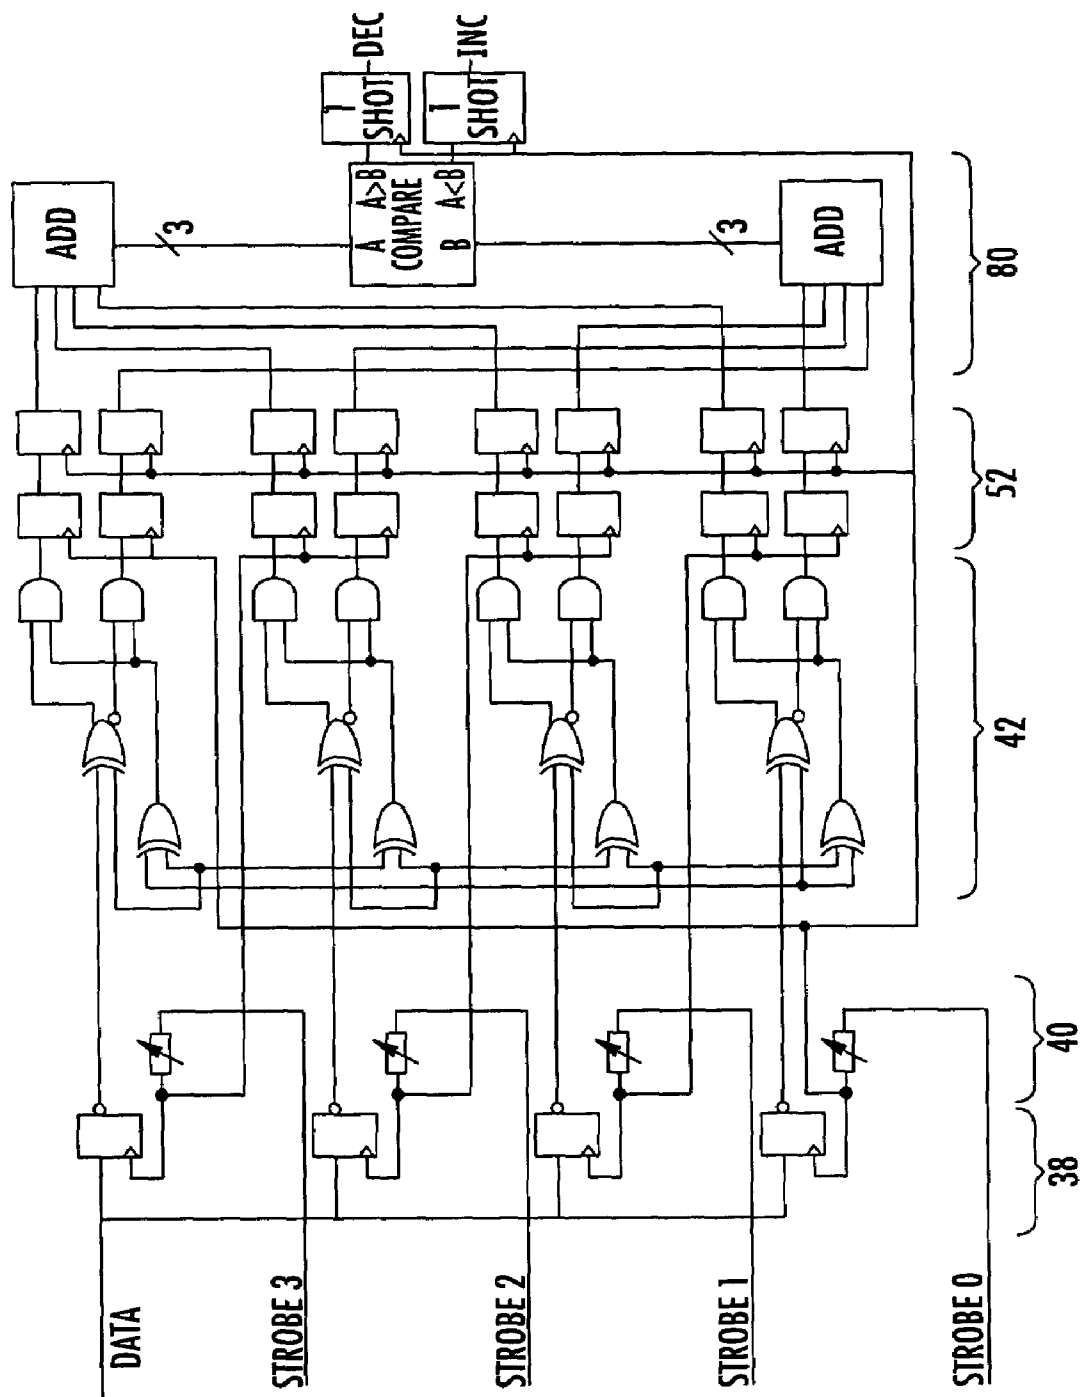 DATA
STROBE 3
STROBE 2
STROBE 1
STROBE 0
38
40
42
52
80
ADD
3
A
A>B
COMPARE
B
A<B
3
ADD
1
SHOT
DEC
1
SHOT
INC